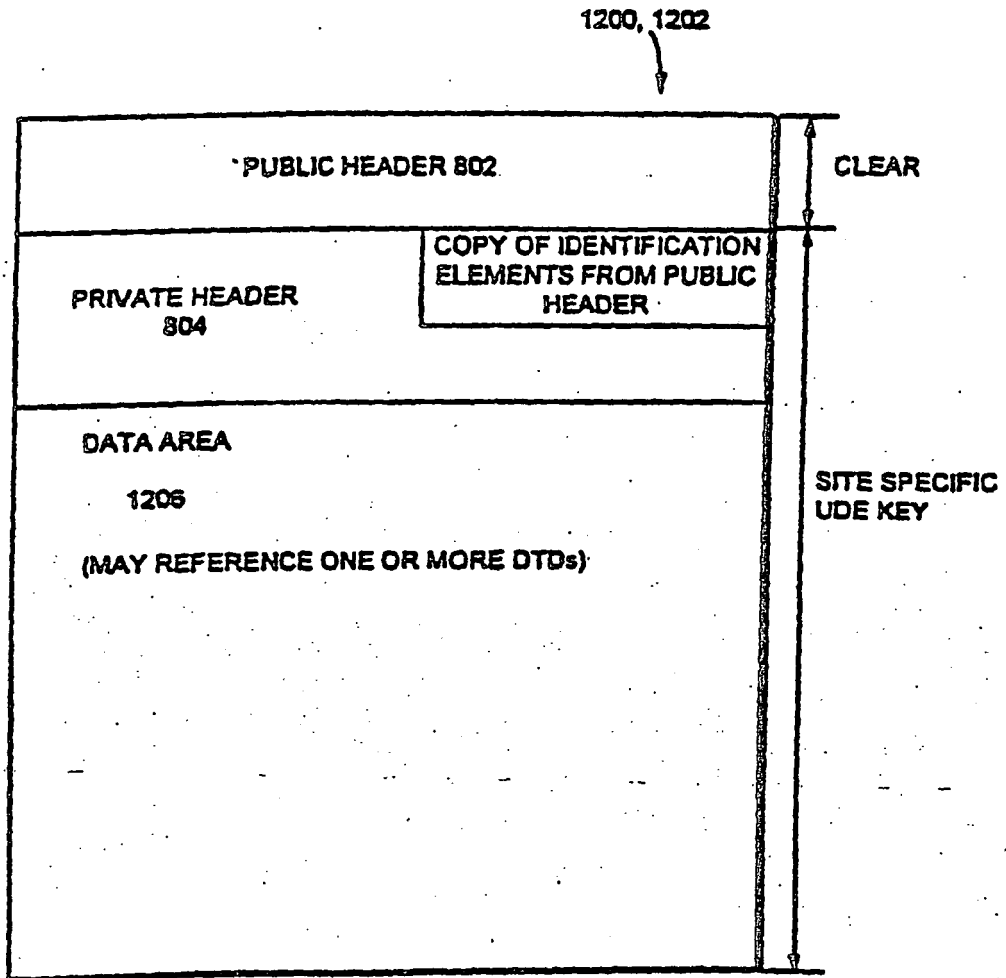 1200, 1202
PUBLIC HEADER 802
CLEAR
COPY OF IDENTIFICATION
ELEMENTS FROM PUBLIC
HEADER
PRIVATE HEADER
804
DATA AREA
1206
(MAY REFERENCE ONE OR MORE DTDs)
SITE SPECIFIC
UDE KEY